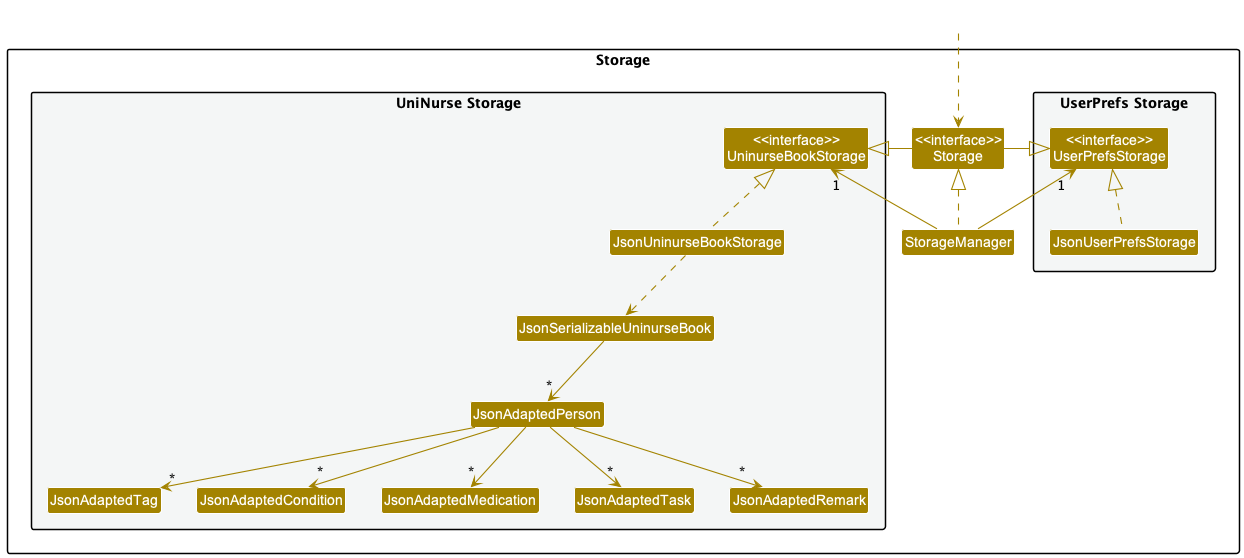 Storage
UniNurse Storage
UserPrefs Storage
<<interface>>
UninurseBookStorage
<<interface>>
Storage
<<interface>>
UserPrefsStorage
1
1
JsonUninurseBookStorage
StorageManager
JsonUserPrefsStorage
JsonSerializableUninurseBook
*
JsonAdaptedPerson
*
*
*
*
*
JsonAdaptedTag
JsonAdaptedCondition
JsonAdaptedMedication
JsonAdaptedTask
JsonAdaptedRemark